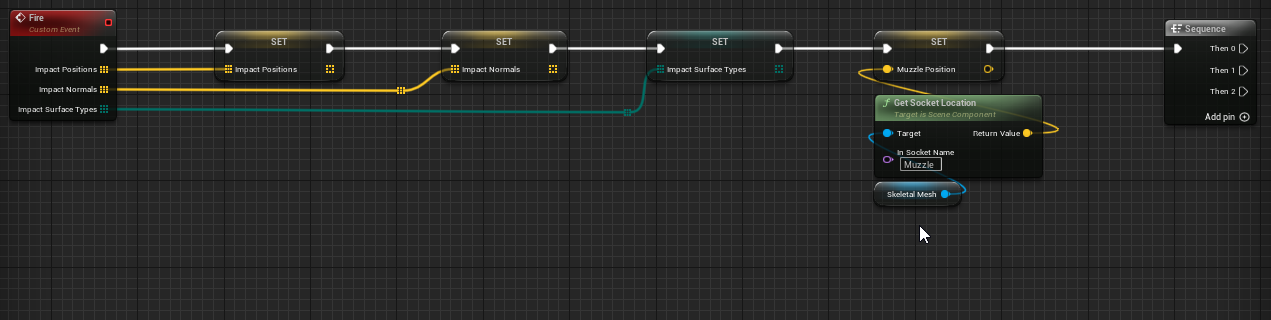 Fire
Custom Event
Impact Positions
Impact Normals
Impact Surface Types
SET
Impact Positions
SET
Impact Normals
SET
Impact Surface Types
SET
Muzzle Position
Get Socket Location
Target is Scene Component
Target
Return Value
In Socket Name
Muzzle
Skeletal Mesh
Sequence
Then 0
Then 1
Then 2
Add pin